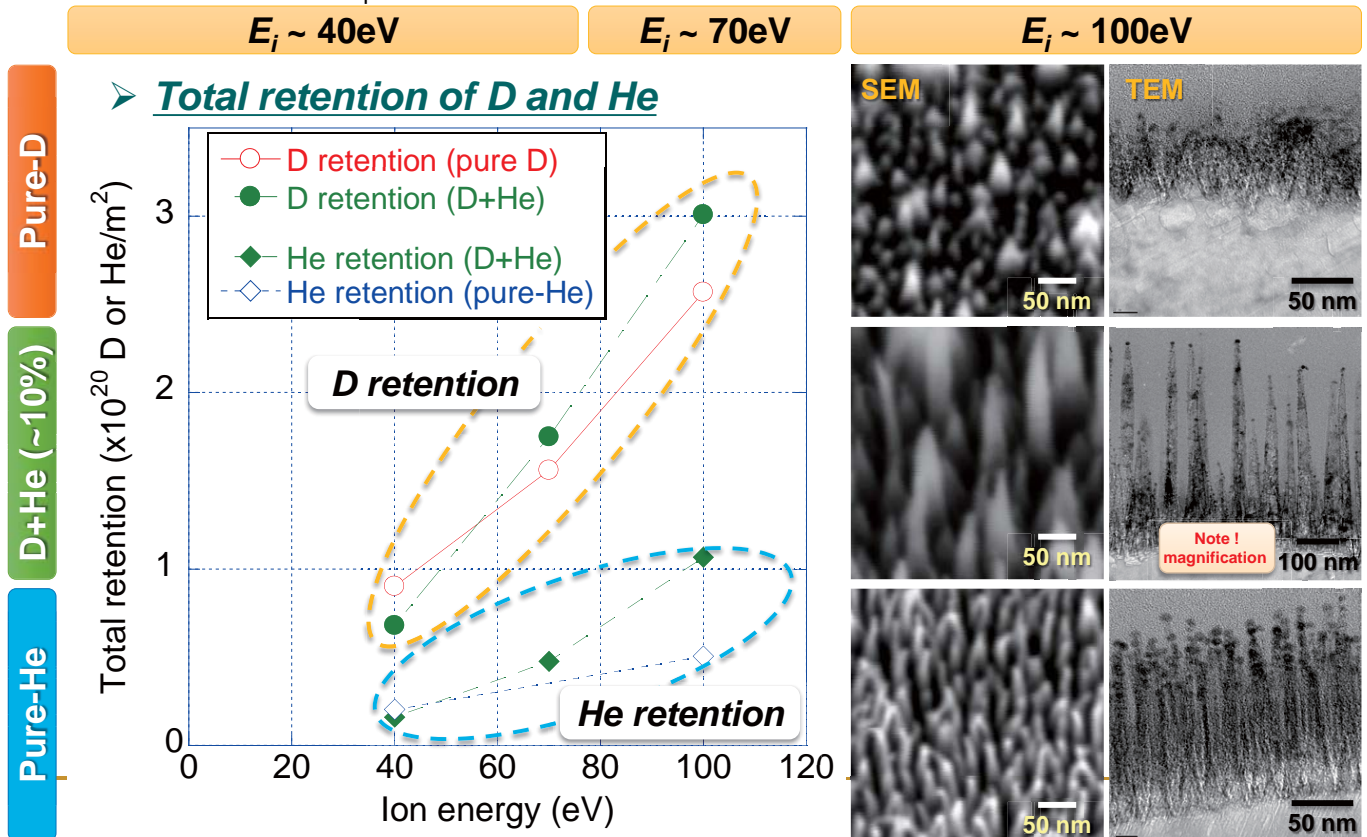 E_i ~ 40eV
E_i ~ 70eV
E_i ~ 100eV
Pure-D
D+He (~10%)
Pure-He
➢ Total retention of D and He
D retention (pure D)
D retention (D+He)
He retention (D+He)
He retention (pure-He)
D retention
He retention
Total retention (x10^20 D or He/m^2)
3
2
1
0
0 20 40 60 80 100 120
Ion energy (eV)
SEM
TEM
50 nm
50 nm
50 nm
Note !
magnification
100 nm
50 nm
50 nm